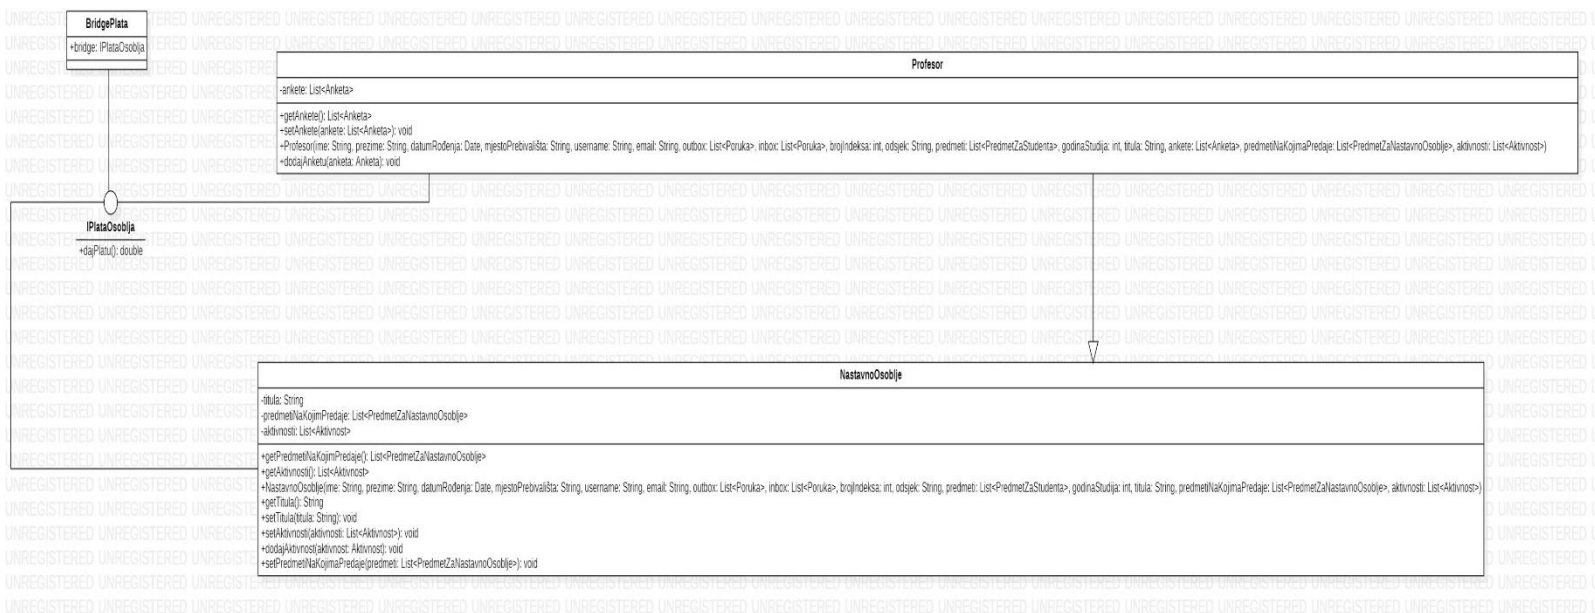 BridgePlata
+bridge: IPlataOsoblja
Profesor
-ankete: List<Anketa>
+getAnkete(): List<Anketa>
+setAnkete(ankete: List<Anketa>): void
+Profesor(ime: String, prezime: String, datumRođenja: Date, mjestoPrebivališta: String, username: String, email: String, outbox: List<Poruka>, inbox: List<Poruka>, brojIndeksa: int, odsjek: String, predmeti: List<PredmetZaStudenta>, godinaStudija: int, titula: String, ankete: List<Anketa>, predmetiNaKojimaPredaje: List<PredmetZaNastavnoOsoblje>, aktivnosti: List<Aktivnost>)
+dodajAnketu(anketa: Anketa): void
IPlataOsoblja
+dajPlatu(): double
NastavnoOsoblje
-titula: String
-predmetiNaKojimPredaje: List<PredmetZaNastavnoOsoblje>
-aktivnosti: List<Aktivnost>
+getPredmetiNaKojimPredaje(): List<PredmetZaNastavnoOsoblje>
+getAktivnosti(): List<Aktivnost>
+NastavnoOsoblje(ime: String, prezime: String, datumRođenja: Date, mjestoPrebivališta: String, username: String, email: String, outbox: List<Poruka>, inbox: List<Poruka>, brojIndeksa: int, odsjek: String, predmeti: List<PredmetZaStudenta>, godinaStudija: int, titula: String, predmetiNaKojimaPredaje: List<PredmetZaNastavnoOsoblje>, aktivnosti: List<Aktivnost>)
+getTitula(): String
+setTitula(titula: String): void
+setAktivnosti(aktivnosti: List<Aktivnost>): void
+dodajAktivnost(aktivnost: Aktivnost): void
+setPredmetiNaKojimaPredaje(predmeti: List<PredmetZaNastavnoOsoblje>): void
UNREGISTERED